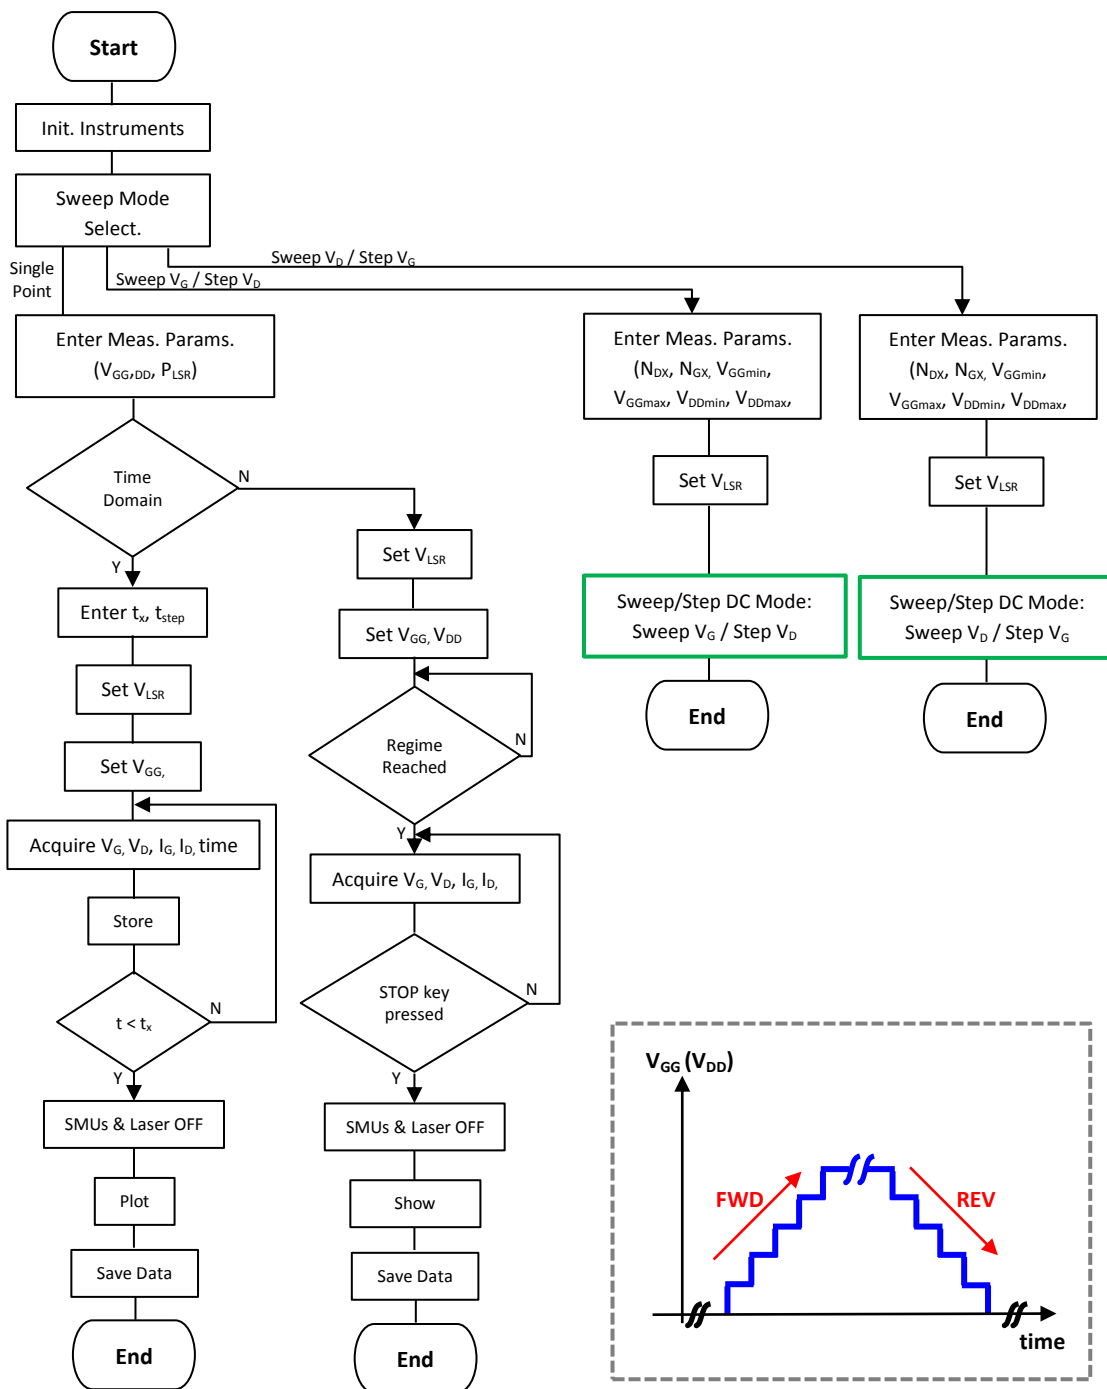 Start
Init. Instruments
Sweep Mode
Select.
Single
Point
Sweep VD / Step VG
Sweep VG / Step VD
Enter Meas. Params.
(VGG,DD, PLSR)
Time
Domain
N
Y
Enter tx, tstep
Set VLSR
Set VGG,
Acquire VG, VD, IG, ID, time
Store
t < tx
N
Y
SMUs & Laser OFF
Plot
Save Data
End
Set VLSR
Set VGG, VDD
Regime
Reached
N
Y
Acquire VG, VD, IG, ID,
STOP key
pressed
N
Y
SMUs & Laser OFF
Show
Save Data
End
Enter Meas. Params.
(NDX, NGX, VGGmin,
VGGmax, VDDmin, VDDmax,
Set VLSR
Sweep/Step DC Mode:
Sweep VG / Step VD
End
Enter Meas. Params.
(NDX, NGX, VGGmin,
VGGmax, VDDmin, VDDmax,
Set VLSR
Sweep/Step DC Mode:
Sweep VD / Step VG
End
VGG (VDD)
FWD
REV
time